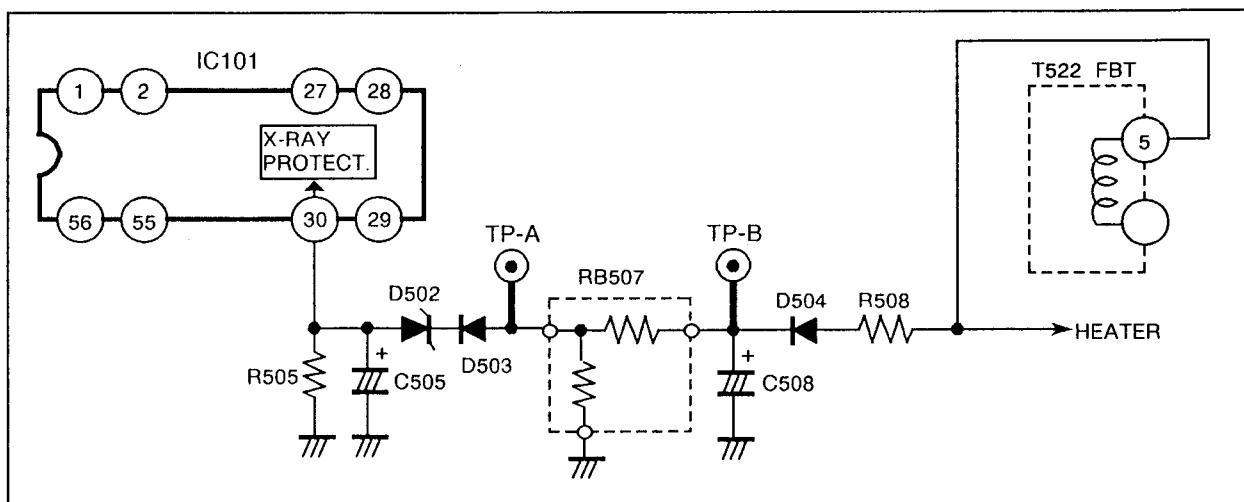 IC101
T522 FBT
1 2 27 28
X-RAY
PROTECT.
5
56 55 30 29
TP-A
TP-B
RB507
D502
D504 R508
HEATER
D503
+
+
R505
C505
C508